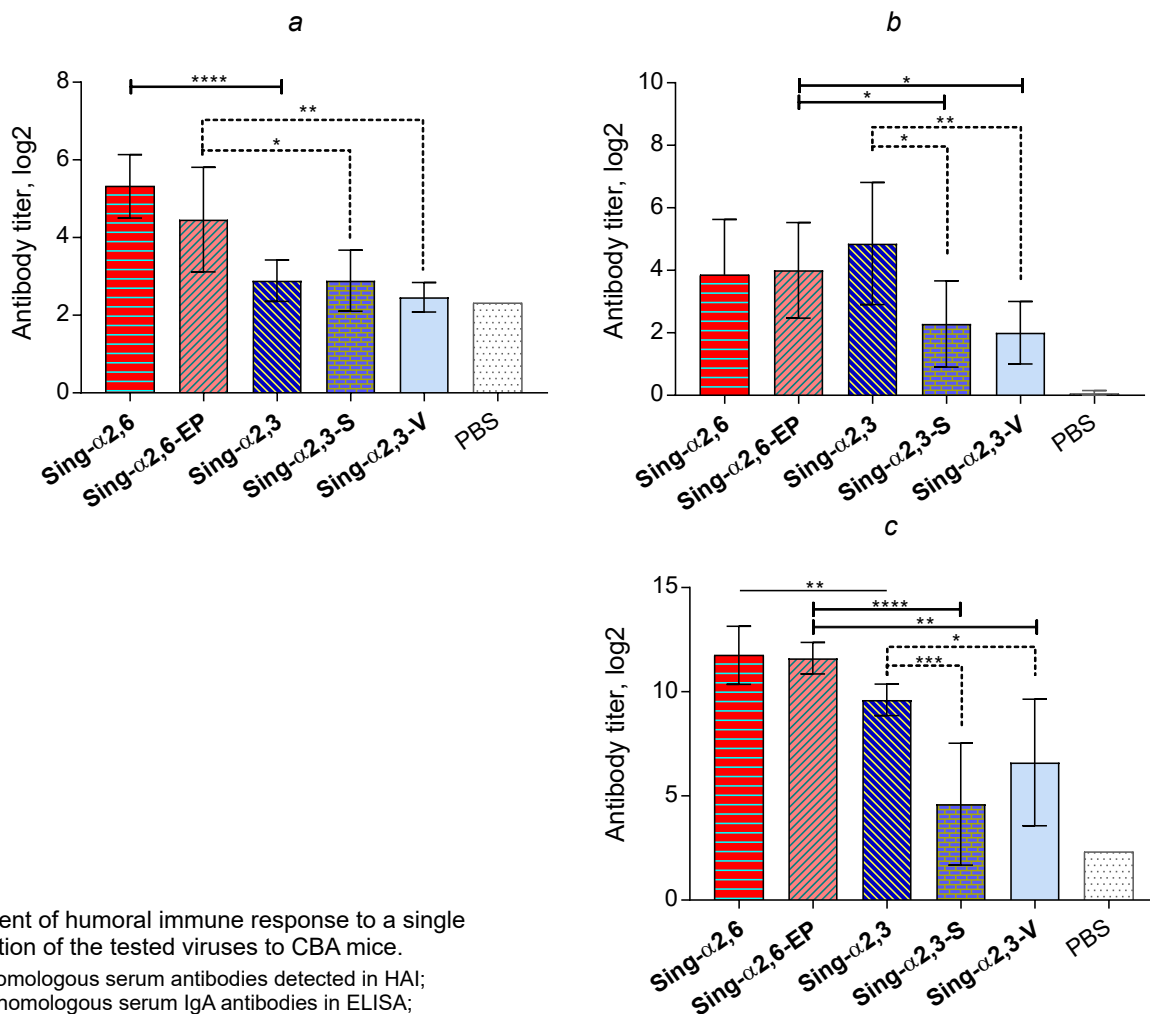 a
8
6
4
2
0
Antibody titer, log2
****
**
*
Sing-α2,6
Sing-α2,6-EP
Sing-α2,3
Sing-α2,3-S
Sing-α2,3-V
PBS
b
10
8
6
4
2
0
Antibody titer, log2
*
*
**
*
Sing-α2,6
Sing-α2,6-EP
Sing-α2,3
Sing-α2,3-S
Sing-α2,3-V
PBS
c
15
10
5
0
Antibody titer, log2
**
****
**
*
***
Sing-α2,6
Sing-α2,6-EP
Sing-α2,3
Sing-α2,3-S
Sing-α2,3-V
PBS
ent of humoral immune response to a single
tion of the tested viruses to CBA mice.
omologous serum antibodies detected in HAI;
homologous serum IgA antibodies in ELISA;